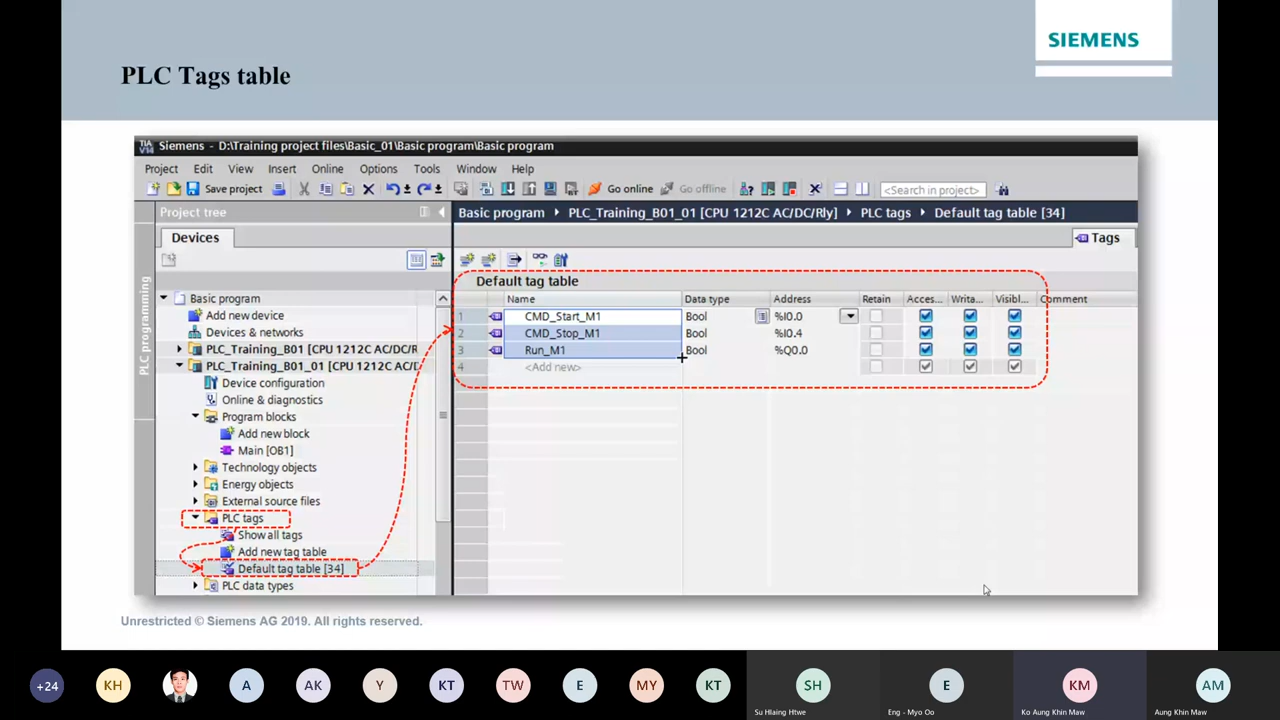 SIEMENS
PLC Tags table
TIA
V14
Siemens - D:\Training project files\Basic_01\Basic program\Basic program
Project Edit View Insert Online Options Tools Window Help
Save project Go online Go offline <Search in project>
Project tree
Basic program PLC_Training_B01_01 [CPU 1212C AC/DC/Rly] PLC tags Default tag table [34]
Devices
Tags
PLC programming
Basic program
Add new device
Devices & networks
PLC_Training_B01 [CPU 1212C AC/DC/R
PLC_Training_B01_01 [CPU 1212C AC/D
Device configuration
Online & diagnostics
Program blocks
Add new block
Main [OB1]
Technology objects
Energy objects
External source files
PLC tags
Show all tags
Add new tag table
Default tag table [34]
PLC data types
Default tag table
Name Data type Address Retain Acces... Writa... Visibl... Comment
1 CMD_Start_M1 Bool %I0.0
2 CMD_Stop_M1 Bool %I0.4
3 Run_M1 Bool %Q0.0
4 <Add new>
Unrestricted © Siemens AG 2019. All rights reserved.
+24 KH A AK Y KT TW E MY KT SH E KM AM
Su Hlaing Htwe Eng - Myo Oo Ko Aung Khin Maw Aung Khin Maw